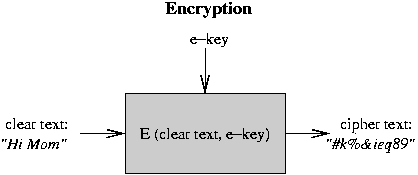 Encryption
e-key
clear text:
"Hi Mom"
E (clear text, e-key)
cipher text:
"#k%&ieq89"